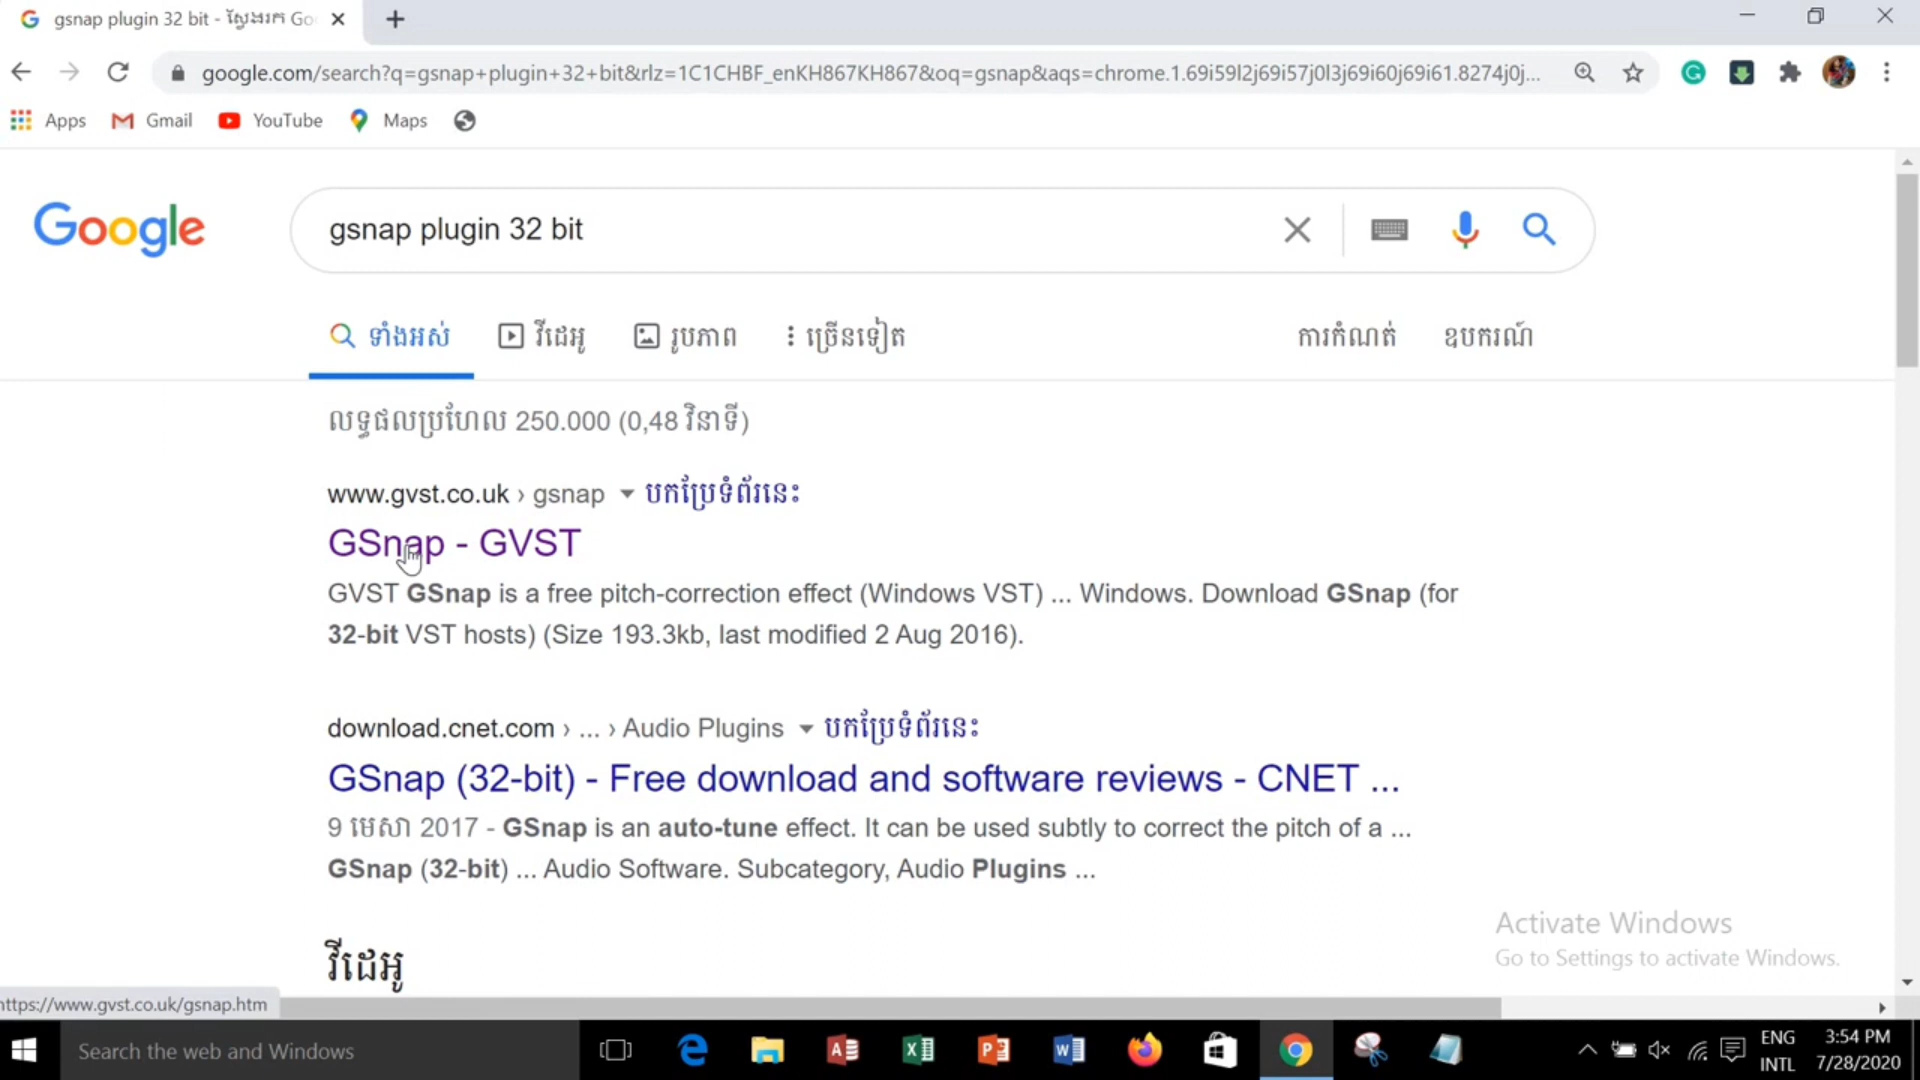 gsnap plugin 32 bit - ស្វែងរក Go
google.com/search?q=gsnap+plugin+32+bit&rlz=1C1CHBF_enKH867KH867&oq=gsnap&aqs=chrome.1.69i59l2j69i57j0l3j69i60j69i61.8274j0j...
Apps Gmail YouTube Maps
Google
gsnap plugin 32 bit
ទាំងអស់ វីដេអូ រូបភាព ច្រើនទៀត ការកំណត់ ឧបករណ៍
លទ្ធផលប្រហែល 250.000 (0,48 វិនាទី)
www.gvst.co.uk › gsnap បកប្រែទំព័រនេះ
GSnap - GVST
GVST GSnap is a free pitch-correction effect (Windows VST) ... Windows. Download GSnap (for
32-bit VST hosts) (Size 193.3kb, last modified 2 Aug 2016).
download.cnet.com › ... › Audio Plugins បកប្រែទំព័រនេះ
GSnap (32-bit) - Free download and software reviews - CNET ...
9 មេសា 2017 - GSnap is an auto-tune effect. It can be used subtly to correct the pitch of a ...
GSnap (32-bit) ... Audio Software. Subcategory, Audio Plugins ...
វីដេអូ
Activate Windows
Go to Settings to activate Windows.
ttps://www.gvst.co.uk/gsnap.htm
Search the web and Windows
ENG
INTL
3:54 PM
7/28/2020